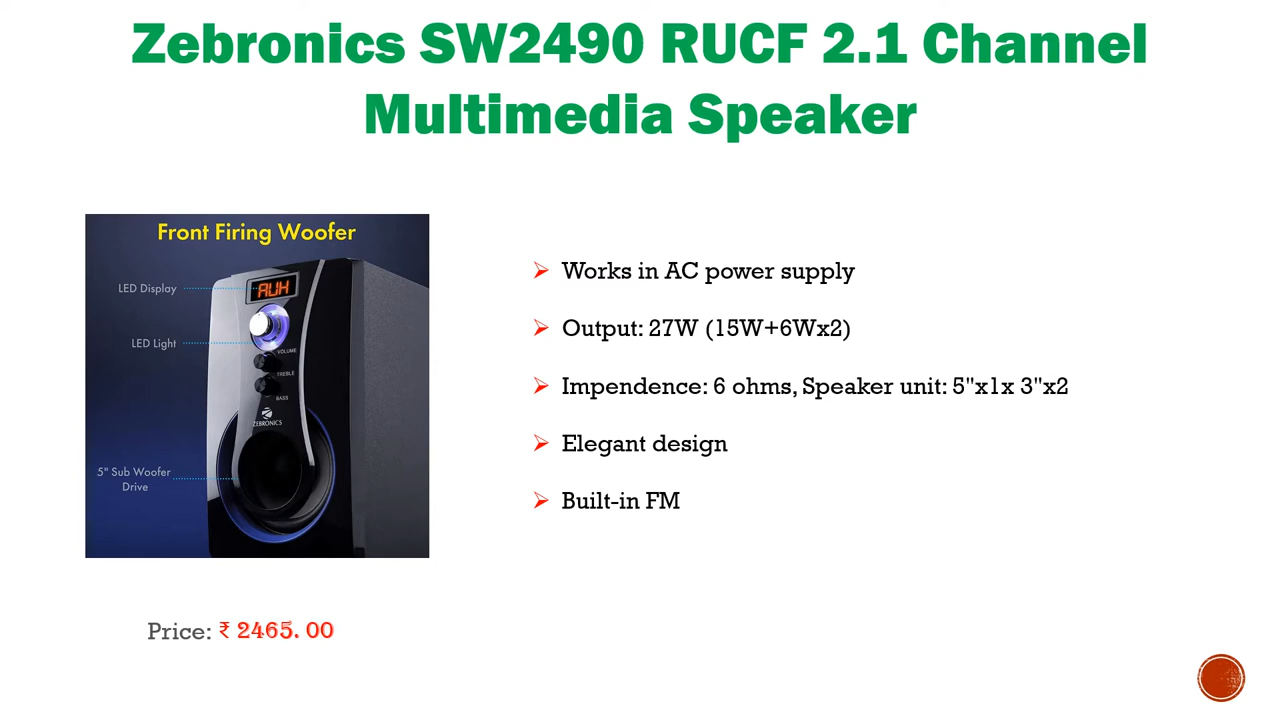 Zebronics SW2490 RUCF 2.1 Channel
Multimedia Speaker
Front Firing Woofer
LED Display
AUH
LED Light
VOLUME
TREBLE
BASS
ZEBRONICS
5" Sub Woofer
Drive
Works in AC power supply
Output: 27W (15W+6Wx2)
Impendence: 6 ohms, Speaker unit: 5"x1x 3"x2
Elegant design
Built-in FM
Price: ₹ 2465. 00